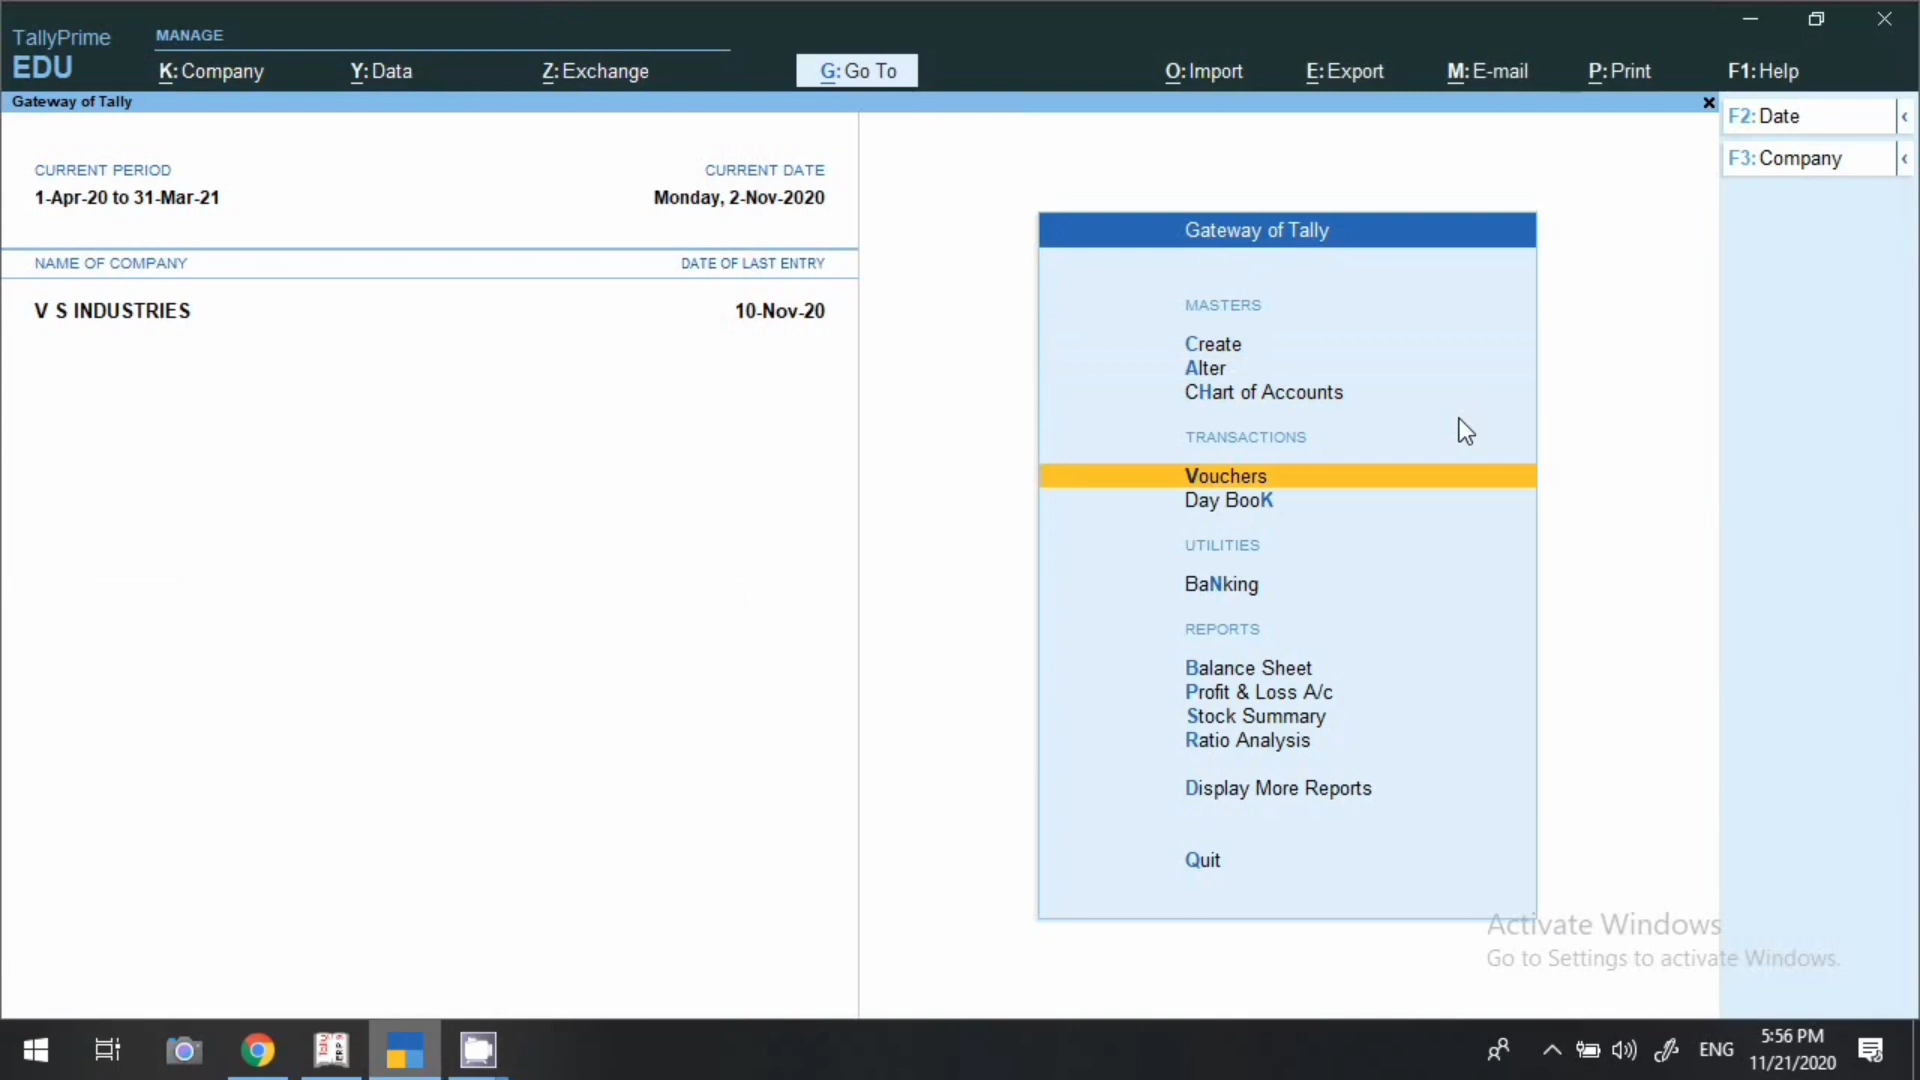 TallyPrime
EDU
MANAGE
K: Company
Y: Data
Z: Exchange
G: Go To
O: Import
E: Export
M: E-mail
P: Print
F1: Help
Gateway of Tally
F2: Date
F3: Company
CURRENT PERIOD
CURRENT DATE
1-Apr-20 to 31-Mar-21
Monday, 2-Nov-2020
NAME OF COMPANY
DATE OF LAST ENTRY
V S INDUSTRIES
10-Nov-20
Gateway of Tally
MASTERS
Create
Alter
CHart of Accounts
TRANSACTIONS
Vouchers
Day BooK
UTILITIES
BaNking
REPORTS
Balance Sheet
Profit & Loss A/c
Stock Summary
Ratio Analysis
Display More Reports
Quit
Activate Windows
Go to Settings to activate Windows.
ENG
5:56 PM
11/21/2020